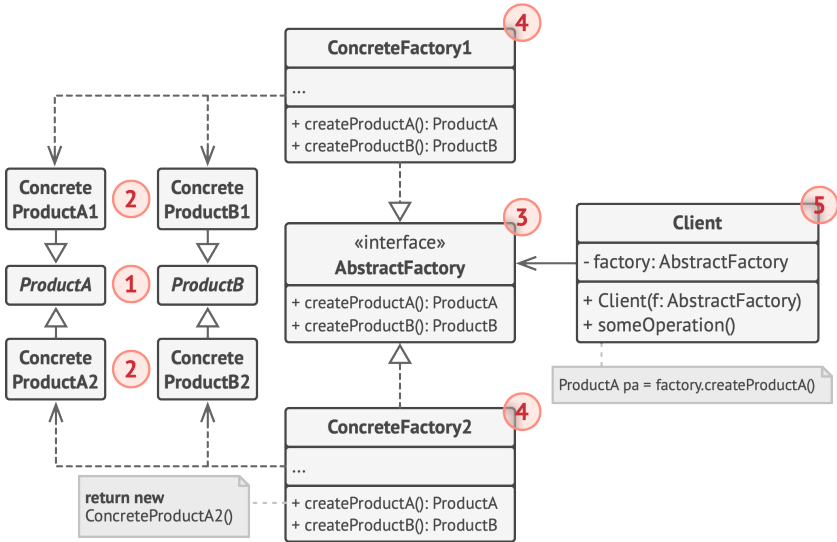 4
ConcreteFactory1
...
+ createProductA(): ProductA
+ createProductB(): ProductB
Concrete
ProductA1
2
Concrete
ProductB1
3
«interface»
AbstractFactory
+ createProductA(): ProductA
+ createProductB(): ProductB
5
Client
- factory: AbstractFactory
+ Client(f: AbstractFactory)
+ someOperation()
ProductA
1
ProductB
Concrete
ProductA2
2
Concrete
ProductB2
ProductA pa = factory.createProductA()
4
ConcreteFactory2
...
+ createProductA(): ProductA
+ createProductB(): ProductB
return new
ConcreteProductA2()